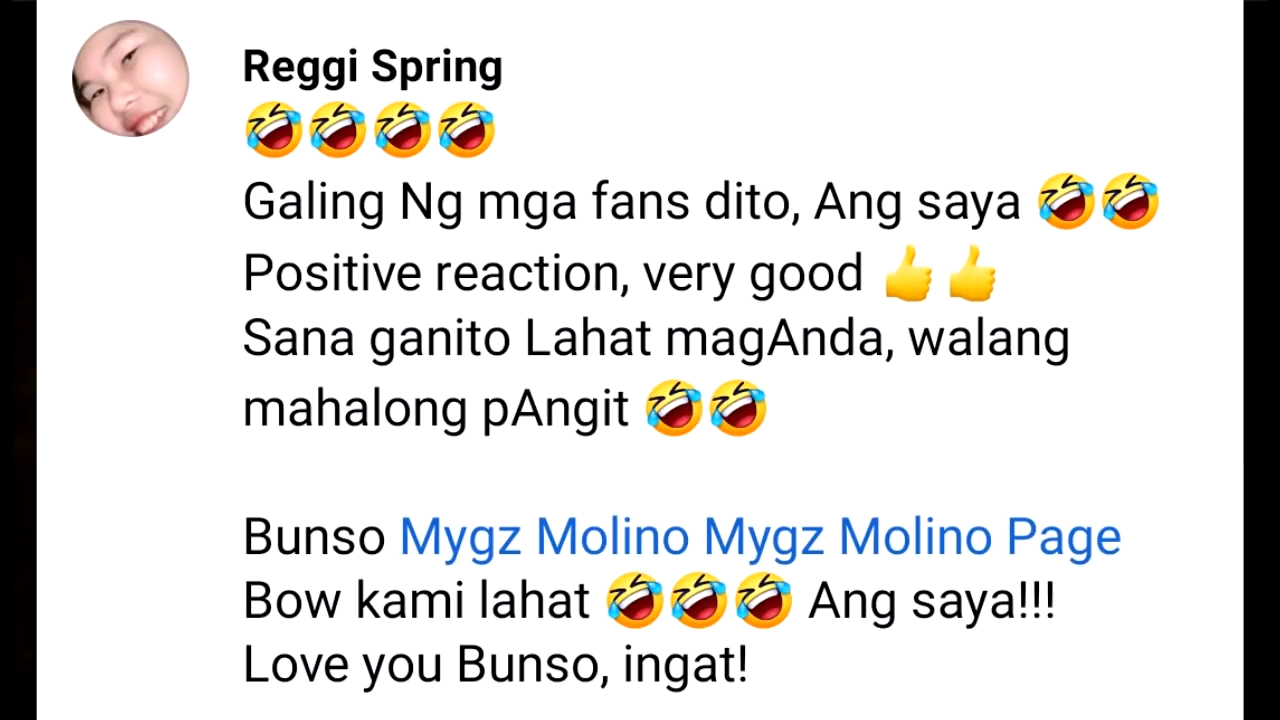 Reggi Spring
🤣🤣🤣🤣
Galing Ng mga fans dito, Ang saya 🤣🤣
Positive reaction, very good 👍👍
Sana ganito Lahat magAnda, walang
mahalong pAngit 🤣🤣
Bunso Mygz Molino Mygz Molino Page
Bow kami lahat 🤣🤣🤣 Ang saya!!!
Love you Bunso, ingat!